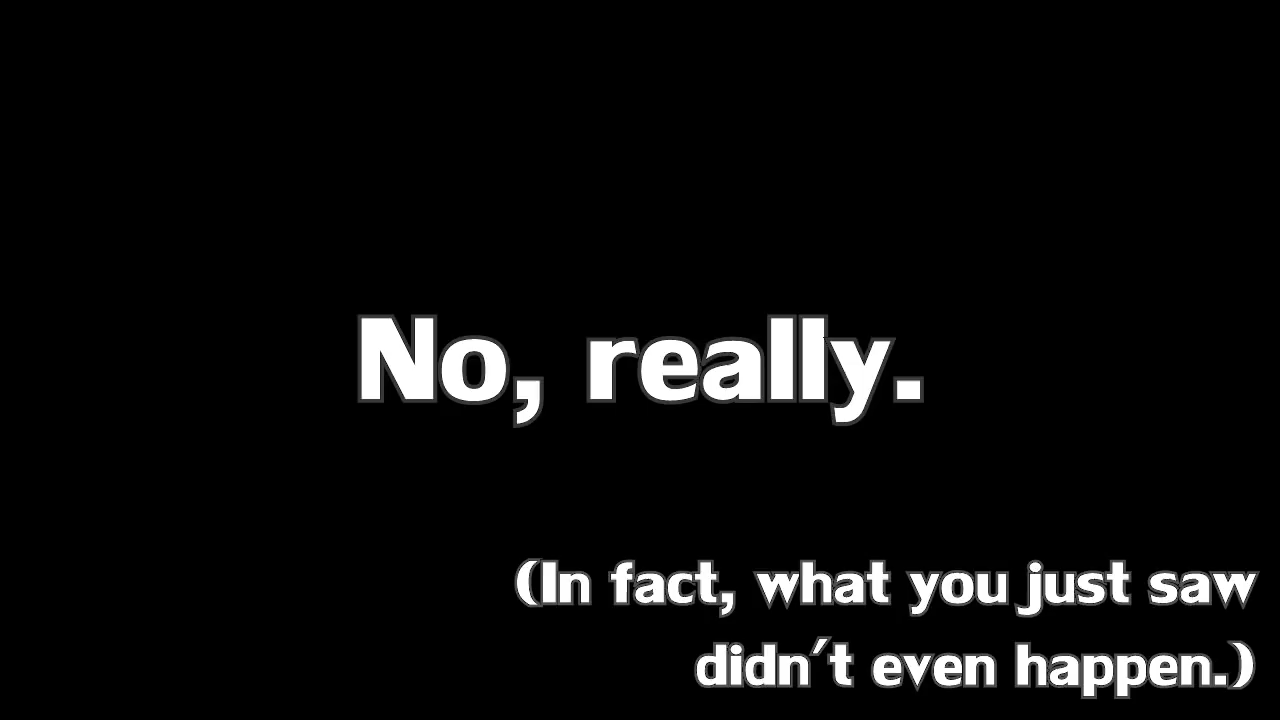 No, really.
(In fact, what you just saw
didn´t even happen.)